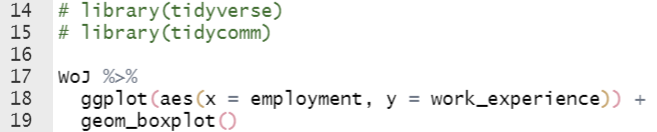 14 # library(tidyverse)
15 # library(tidycomm)
16
17 WoJ %>%
18   ggplot(aes(x = employment, y = work_experience)) +
19   geom_boxplot()